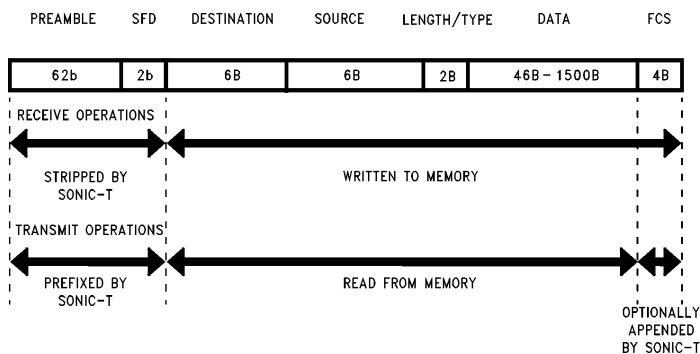 PREAMBLE SFD DESTINATION SOURCE LENGTH/TYPE DATA FCS
62b 2b 6B 6B 2B 46B-1500B 4B
RECEIVE OPERATIONS
STRIPPED BY
SONIC-T
WRITTEN TO MEMORY
TRANSMIT OPERATIONS
PREFIXED BY
SONIC-T
READ FROM MEMORY
OPTIONALLY
APPENDED
BY SONIC-T